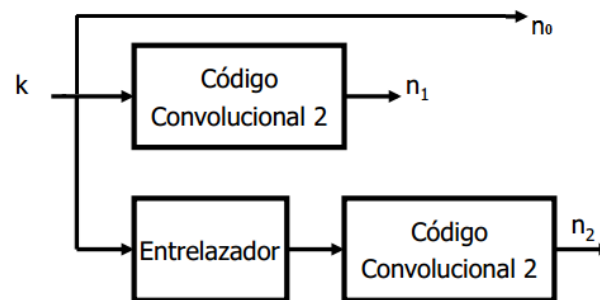 n₀
k
Código
Convolucional 2
n₁
Entrelazador
Código
Convolucional 2
n₂